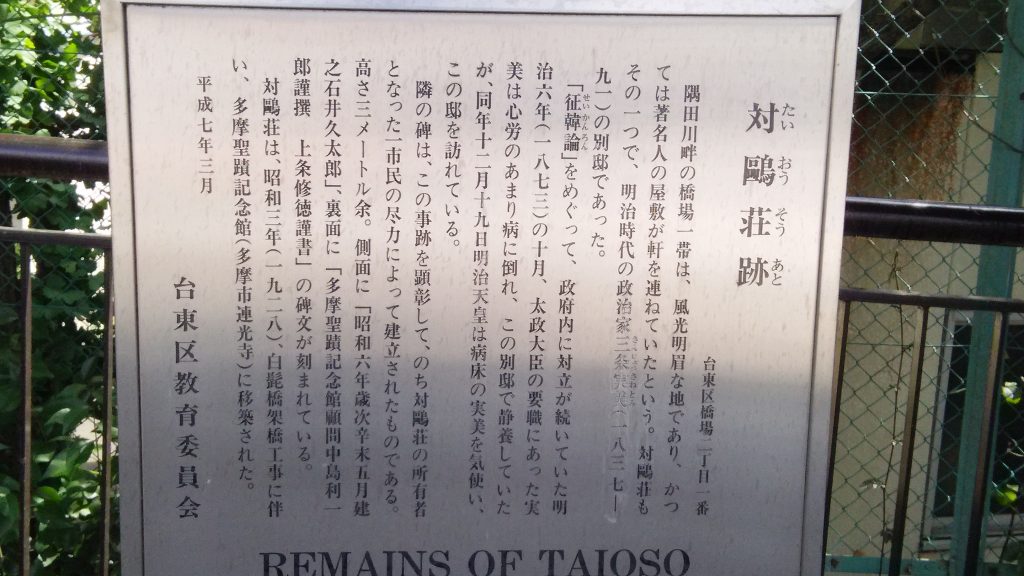 対鷗荘跡
たいおうそうあと
台東区橋場一丁目一番
隅田川畔の橋場一帯は、風光明眉な地であり、かつ
ては著名人の屋敷が軒を連ねていたという。対鷗荘も
その一つで、明治時代の政治家三条実美(一八三七―
九一)の別邸であった。
「征韓論」をめぐって、政府内に対立が続いていた明
せいかんろん
治六年(一八七三)の十月、太政大臣の要職にあった実
美は心労のあまり病に倒れ、この別邸で静養していた
が、同年十二月十九日明治天皇は病床の実美を気使い、
この邸を訪れている。
隣の碑は、この事跡を顕彰して、のち対鷗荘の所有者
となった一市民の尽力によって建立されたものである。
高さ三メートル余。側面に「昭和六年歳次辛未五月建
之石井久太郎」、裏面に「多摩聖蹟記念館顧問中島利一
郎謹撰　上条修徳謹書」の碑文が刻まれている。
対鷗荘は、昭和三年(一九二八)、白髭橋架橋工事に伴
い、多摩聖蹟記念館(多摩市連光寺)に移築された。
平成七年三月
台東区教育委員会
REMAINS OF TAIOSO